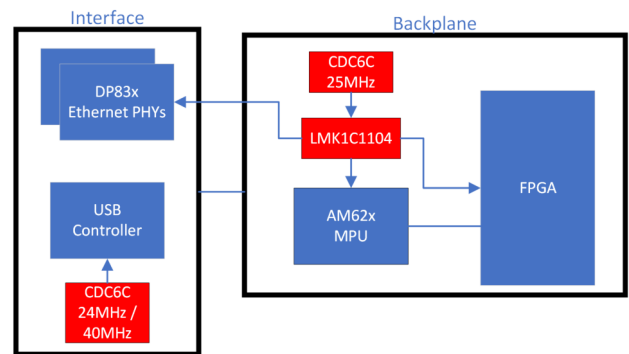 Interface
DP83x
Ethernet PHYs
USB
Controller
CDC6C
24MHz /
40MHz
Backplane
CDC6C
25MHz
LMK1C1104
AM62x
MPU
FPGA